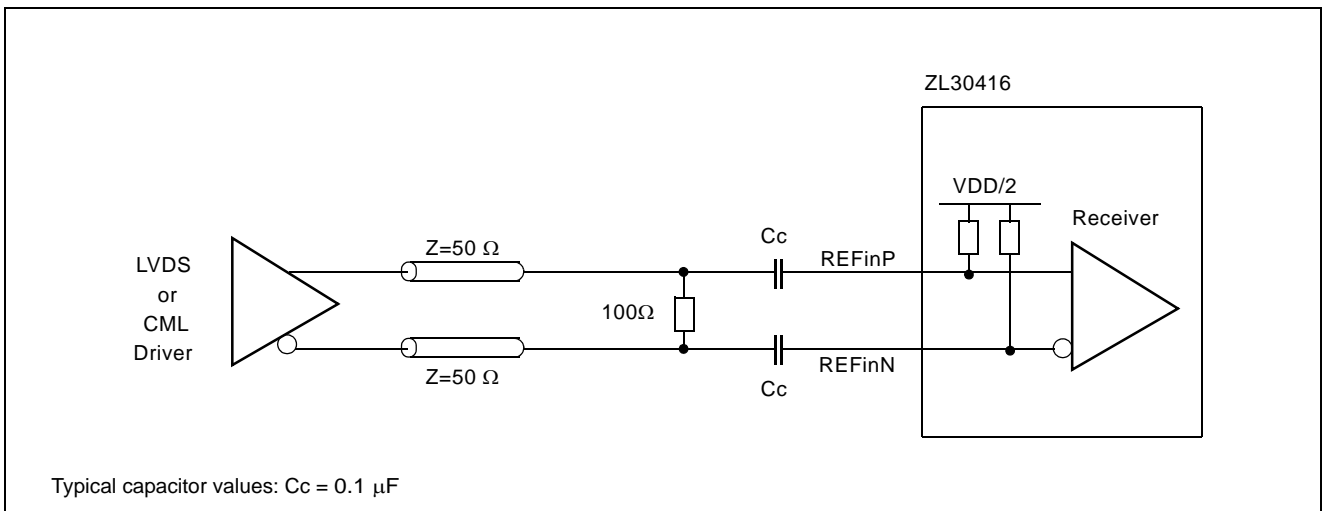 ZL30416
VDD/2
Receiver
LVDS
or
CML
Driver
Z=50 Ω
Cc
REFinP
100Ω
Z=50 Ω
Cc
REFinN
Typical capacitor values: Cc = 0.1 μF